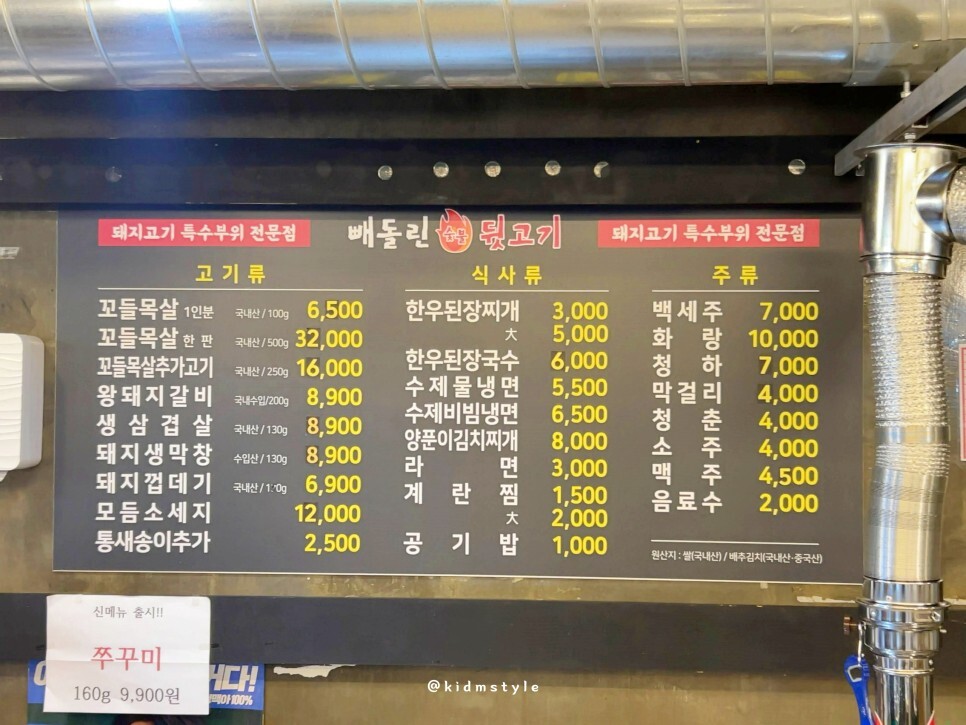 돼지고기 특수부위 전문점
빼돌린 숯불 뒷고기
돼지고기 특수부위 전문점
고기류
꼬들목살 1인분 국내산 / 100g 6,500
꼬들목살 한 판 국내산 / 500g 32,000
꼬들목살추가고기 국내산 / 250g 16,000
왕돼지갈비 국내수입/200g 8,900
생삼겹살 국내산 / 130g 8,900
돼지생막창 수입산 / 130g 8,900
돼지껍데기 국내산 / 6,900
모듬소세지 12,000
통새송이추가 2,500
식사류
한우된장찌개 3,000
大 5,000
한우된장국수 6,000
수제물냉면 5,500
수제비빔냉면 6,500
양푼이김치찌개 8,000
라면 3,000
계란찜 1,500
大 2,000
공기밥 1,000
주류
백세주 7,000
화랑 10,000
청하 7,000
막걸리 4,000
청춘 4,000
소주 4,000
맥주 4,500
음료수 2,000
원산지 : 쌀(국내산) / 배추김치(국내산·중국산)
신메뉴 출시!!
쭈꾸미
160g 9,900원
다!
100%
@kidmstyle